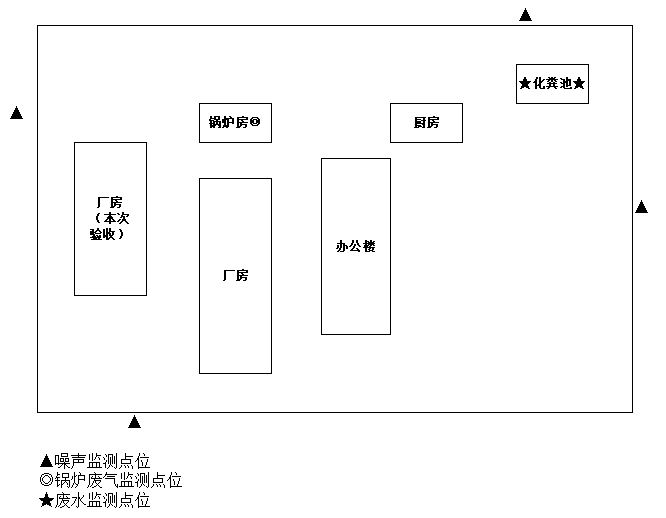 ★化粪池★
锅炉房◎
厨房
厂房
（本次
验收）
办公楼
厂房
▲噪声监测点位
◎锅炉废气监测点位
★废水监测点位